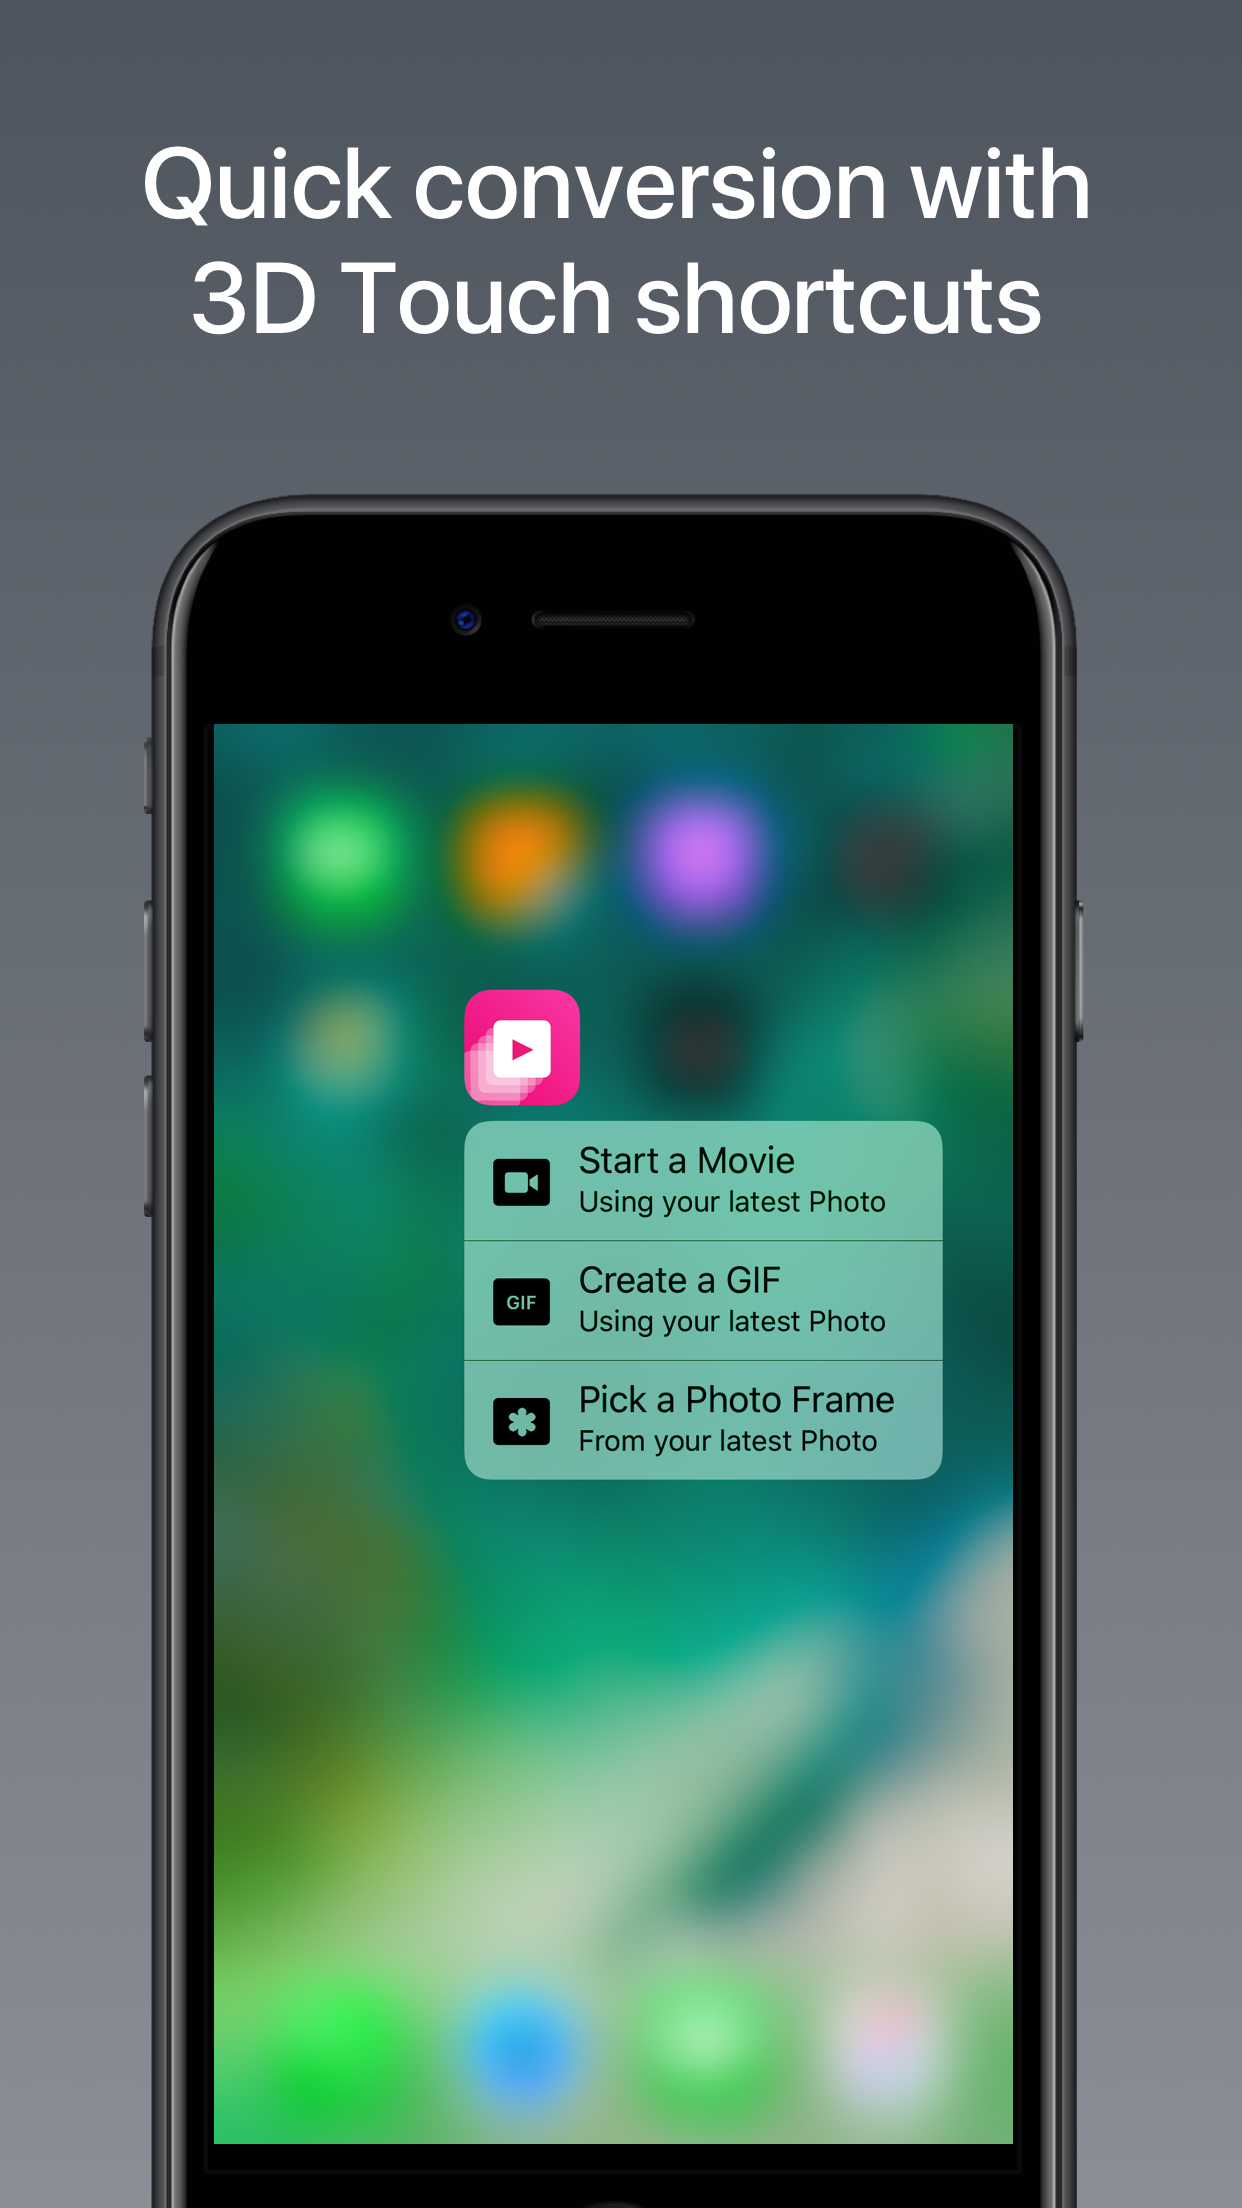 Quick conversion with
3D Touch shortcuts
Start a Movie
Using your latest Photo
GIF
Create a GIF
Using your latest Photo
Pick a Photo Frame
From your latest Photo